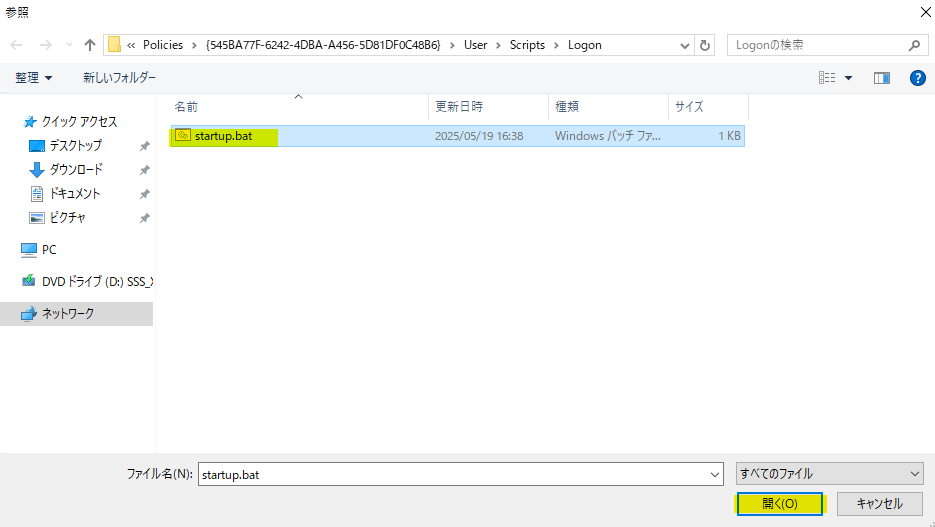 参照
« Policies › {545BA77F-6242-4DBA-A456-5D81DF0C48B6} › User › Scripts › Logon
Logonの検索
整理 新しいフォルダー
名前 更新日時 種類 サイズ
startup.bat 2025/05/19 16:38 Windows バッチ ファ... 1 KB
クイック アクセス
デスクトップ
ダウンロード
ドキュメント
ピクチャ
PC
DVD ドライブ (D:) SSS_X
ネットワーク
ファイル名(N): startup.bat すべてのファイル
開く(O) キャンセル